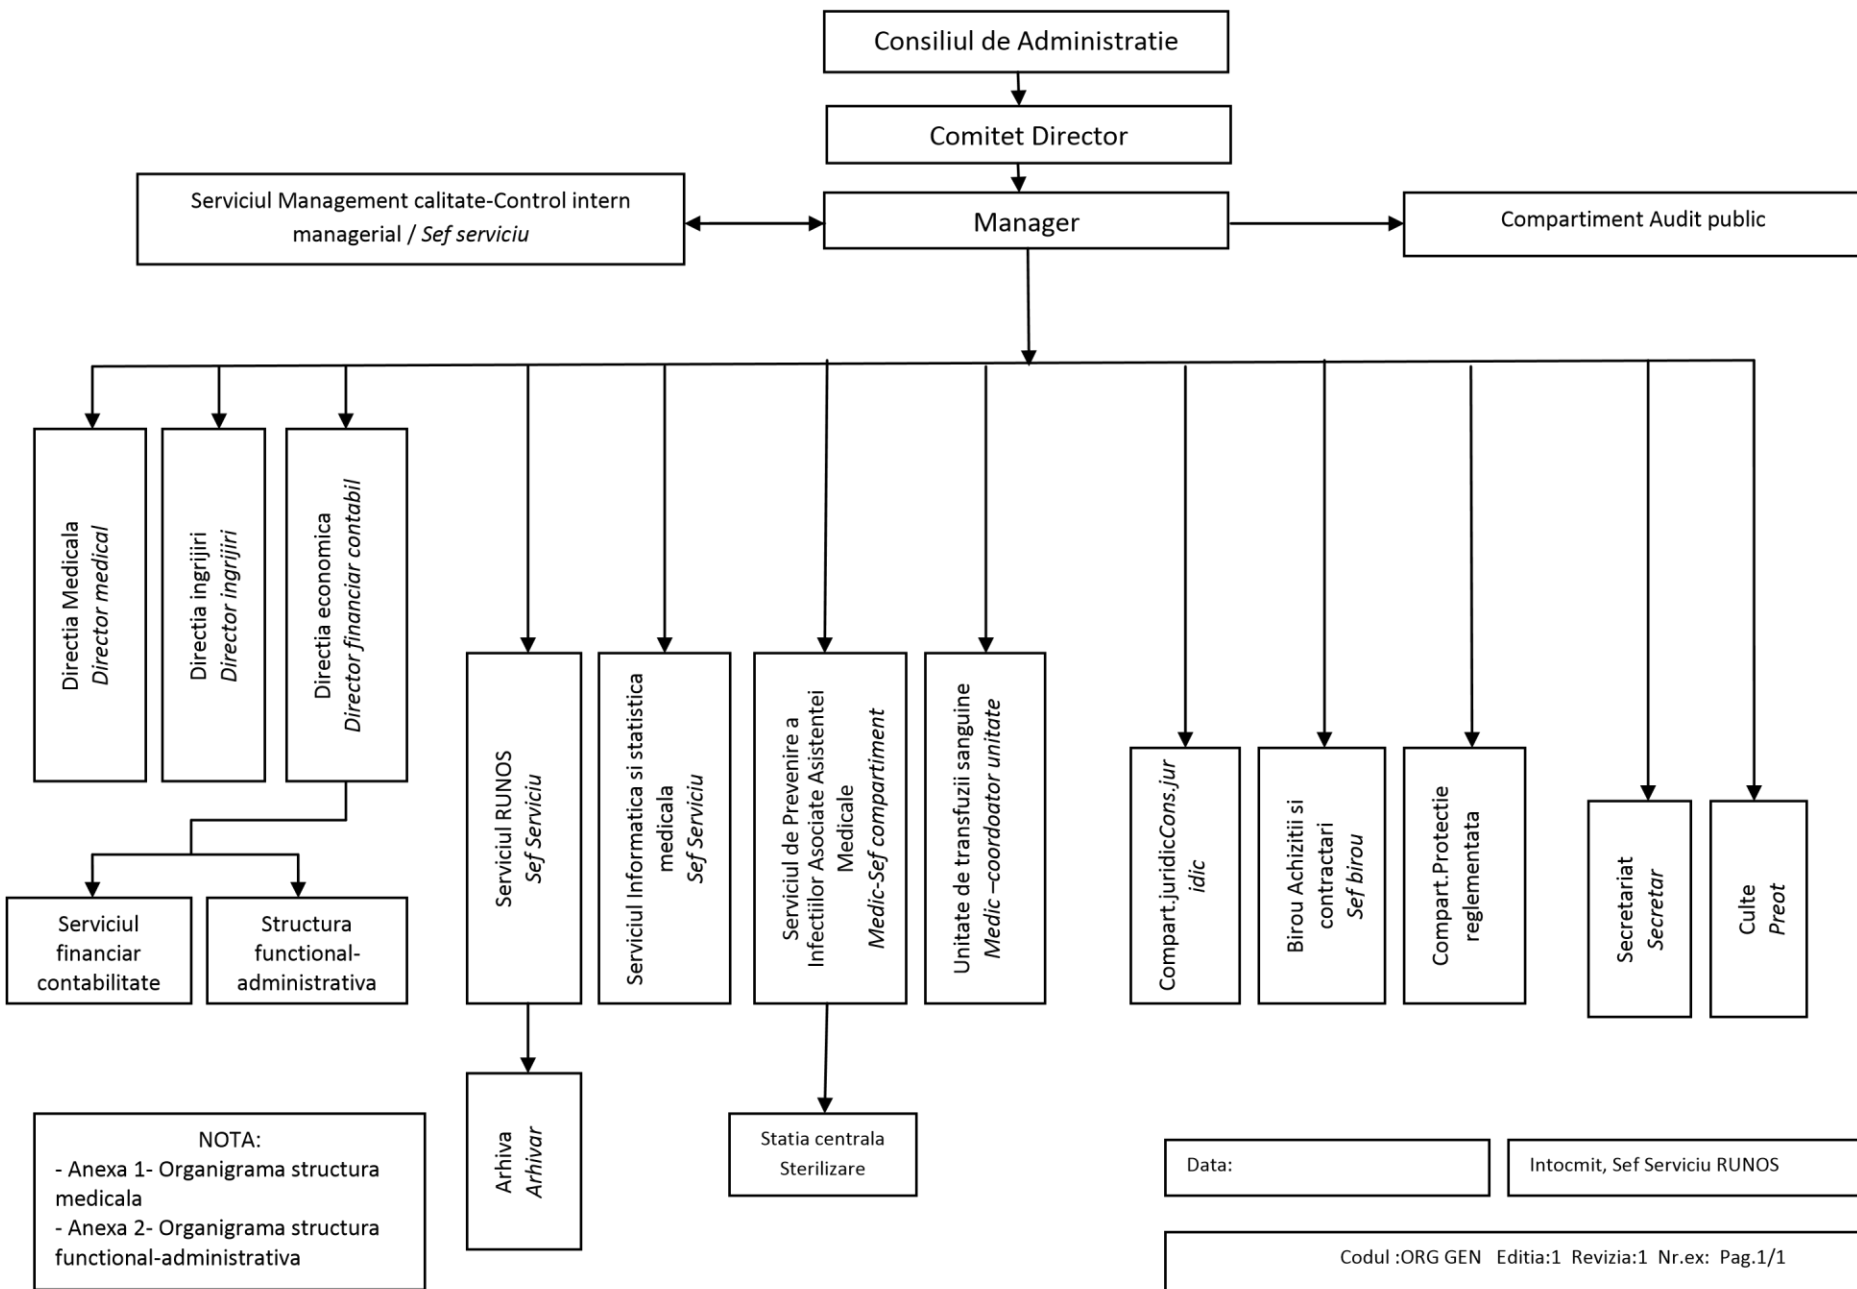 Consiliul de Administratie
Comitet Director
Serviciul Management calitate-Control intern
managerial / Sef serviciu
Manager
Compartiment Audit public
Directia Medicala
Director medical
Directia ingrijiri
Director ingrijiri
Directia economica
Director financiar contabil
Serviciul RUNOS
Sef Serviciu
Serviciul Informatica si statistica
medicala
Sef Serviciu
Serviciul de Prevenire a
Infectiilor Asociate Asistentei
Medicale
Medic-Sef compartiment
Unitate de transfuzii sanguine
Medic –coordoator unitate
Compart.juridicCons.jur
idic
Birou Achizitii si
contractari
Sef birou
Compart.Protectie
reglementata
Secretariat
Secretar
Culte
Preot
Serviciul
financiar
contabilitate
Structura
functional-
administrativa
Arhiva
Arhivar
Statia centrala
Sterilizare
NOTA:
- Anexa 1- Organigrama structura
medicala
- Anexa 2- Organigrama structura
functional-administrativa
Data:
Intocmit, Sef Serviciu RUNOS
Codul :ORG GEN Editia:1 Revizia:1 Nr.ex: Pag.1/1